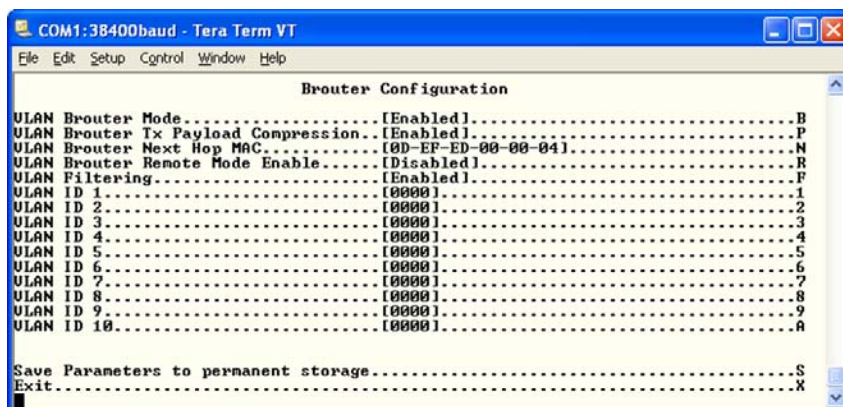 COM1:38400baud - Tera Term VT
File Edit Setup Control Window Help
Brouter Configuration
VLAN Brouter Mode......................[Enabled].....................................B
VLAN Brouter Tx Payload Compression..[Enabled].....................................P
VLAN Brouter Next Hop MAC.............[0D-EF-ED-00-00-04]..........................N
VLAN Brouter Remote Mode Enable......[Disabled]....................................R
VLAN Filtering..........................[Enabled].....................................F
VLAN ID 1...............................[0000]........................................1
VLAN ID 2...............................[0000]........................................2
VLAN ID 3...............................[0000]........................................3
VLAN ID 4...............................[0000]........................................4
VLAN ID 5...............................[0000]........................................5
VLAN ID 6...............................[0000]........................................6
VLAN ID 7...............................[0000]........................................7
VLAN ID 8...............................[0000]........................................8
VLAN ID 9...............................[0000]........................................9
VLAN ID 10..............................[0000]........................................A
Save Parameters to permanent storage................................................S
Exit.................................................................................X